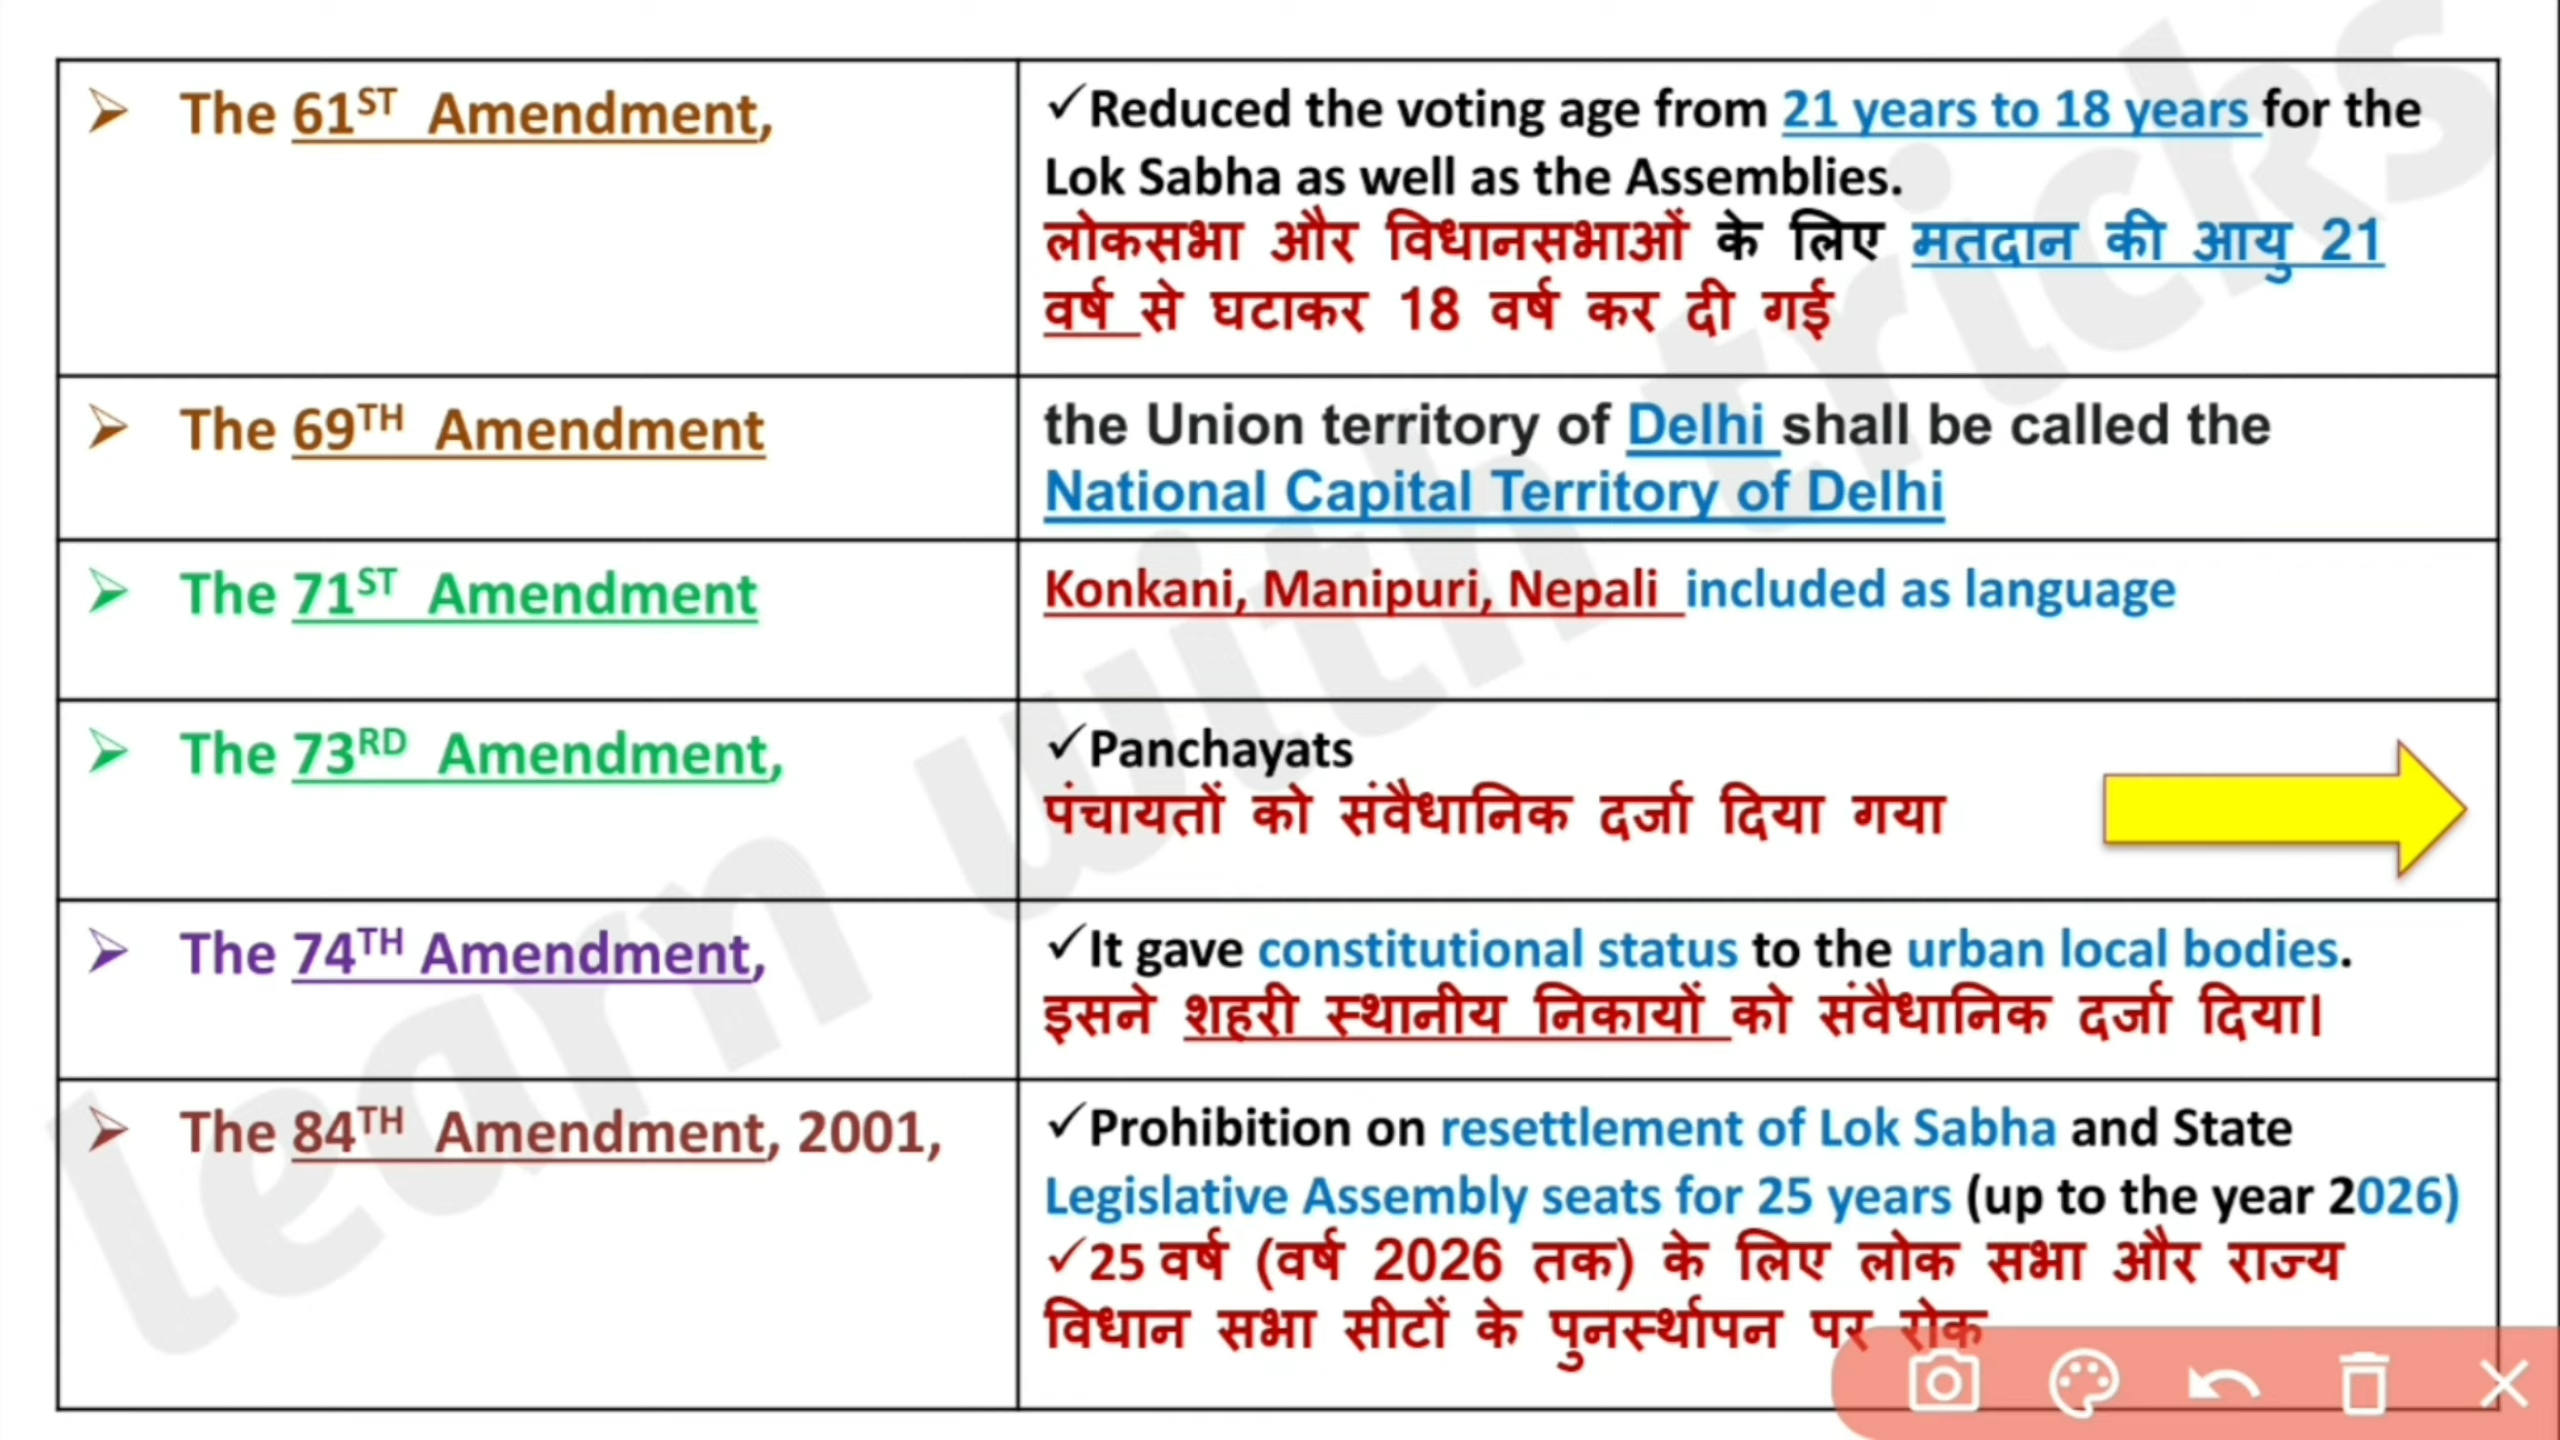 The 61ST Amendment,
✓Reduced the voting age from 21 years to 18 years for the
Lok Sabha as well as the Assemblies.
लोकसभा और विधानसभाओं के लिए मतदान की आयु 21
वर्ष से घटाकर 18 वर्ष कर दी गई
The 69TH Amendment
the Union territory of Delhi shall be called the
National Capital Territory of Delhi
The 71ST Amendment
Konkani, Manipuri, Nepali included as language
The 73RD Amendment,
✓Panchayats
पंचायतों को संवैधानिक दर्जा दिया गया
The 74TH Amendment,
✓It gave constitutional status to the urban local bodies.
इसने शहरी स्थानीय निकायों को संवैधानिक दर्जा दिया।
The 84TH Amendment, 2001,
✓Prohibition on resettlement of Lok Sabha and State
Legislative Assembly seats for 25 years (up to the year 2026)
✓25 वर्ष (वर्ष 2026 तक) के लिए लोक सभा और राज्य
विधान सभा सीटों के पुनर्स्थापन पर रोक
learn with tricks